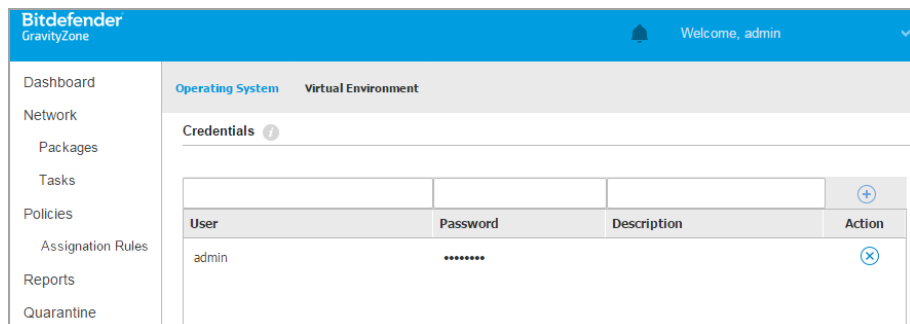 Bitdefender
GravityZone
Welcome, admin
Dashboard
Network
Packages
Tasks
Policies
Assignation Rules
Reports
Quarantine
Operating System Virtual Environment
Credentials i
User Password Description Action
admin ••••••••